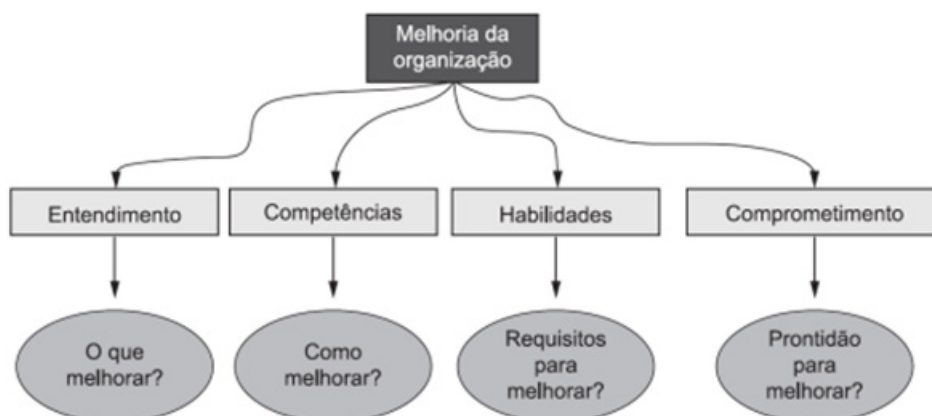 Melhoria da
organização
Entendimento
Competências
Habilidades
Comprometimento
O que
melhorar?
Como
melhorar?
Requisitos
para
melhorar?
Prontidão
para
melhorar?